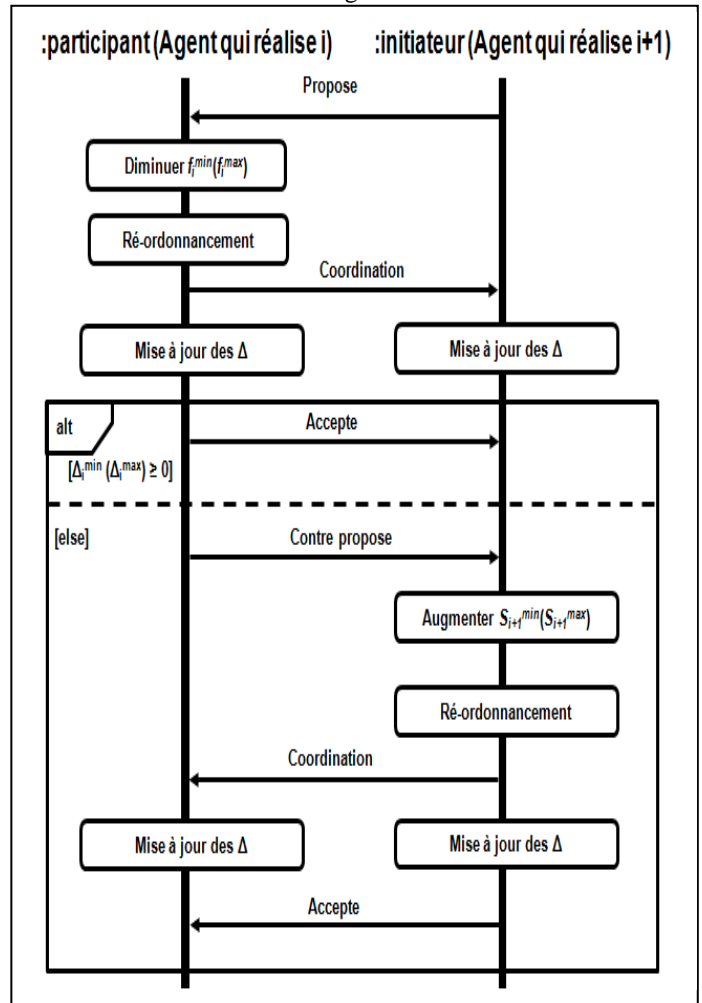 :participant (Agent qui réalise i) :initiateur (Agent qui réalise i+1)
Propose
Diminuer fᵢᵐⁱⁿ(fᵢᵐᵃˣ)
Ré-ordonnancement
Coordination
Mise à jour des Δ
Mise à jour des Δ
alt
Accepte
[Δᵢᵐⁱⁿ (Δᵢᵐᵃˣ) ≥ 0]
[else]
Contre propose
Augmenter Sᵢ₊₁ᵐⁱⁿ(Sᵢ₊₁ᵐᵃˣ)
Ré-ordonnancement
Coordination
Mise à jour des Δ
Mise à jour des Δ
Accepte